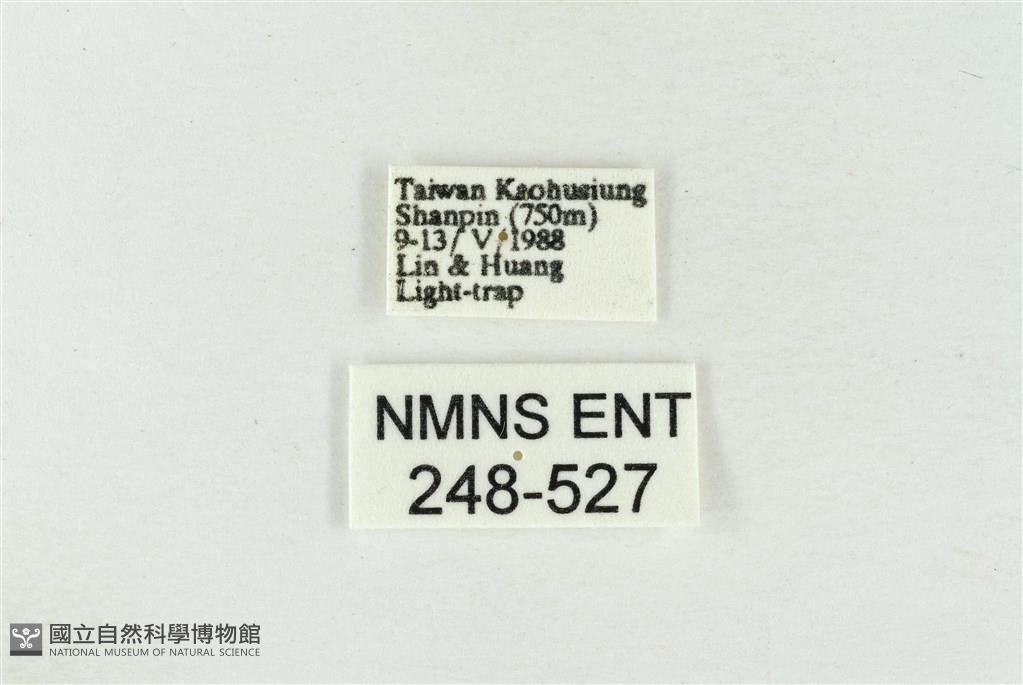 Taiwan Kaohusiung
Shanpin (750m)
9-13/ V/1988
Lin & Huang
Light-trap
NMNS ENT
248-527
國立自然科學博物館
NATIONAL MUSEUM OF NATURAL SCIENCE